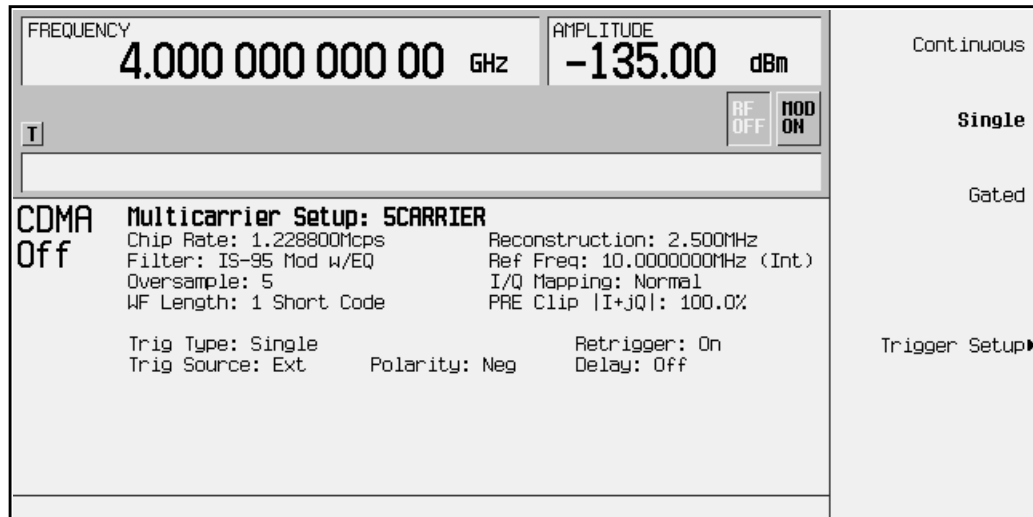 FREQUENCY
4.000 000 000 00 GHz
AMPLITUDE
-135.00 dBm
T
RF OFF
MOD ON
CDMA Off
Multicarrier Setup: 5CARRIER
Chip Rate: 1.228800Mcps
Reconstruction: 2.500MHz
Filter: IS-95 Mod w/EQ
Ref Freq: 10.0000000MHz (Int)
Oversample: 5
I/Q Mapping: Normal
WF Length: 1 Short Code
PRE Clip |I+jQ|: 100.0%
Trig Type: Single
Retrigger: On
Trig Source: Ext
Polarity: Neg
Delay: Off
Continuous
Single
Gated
Trigger Setup